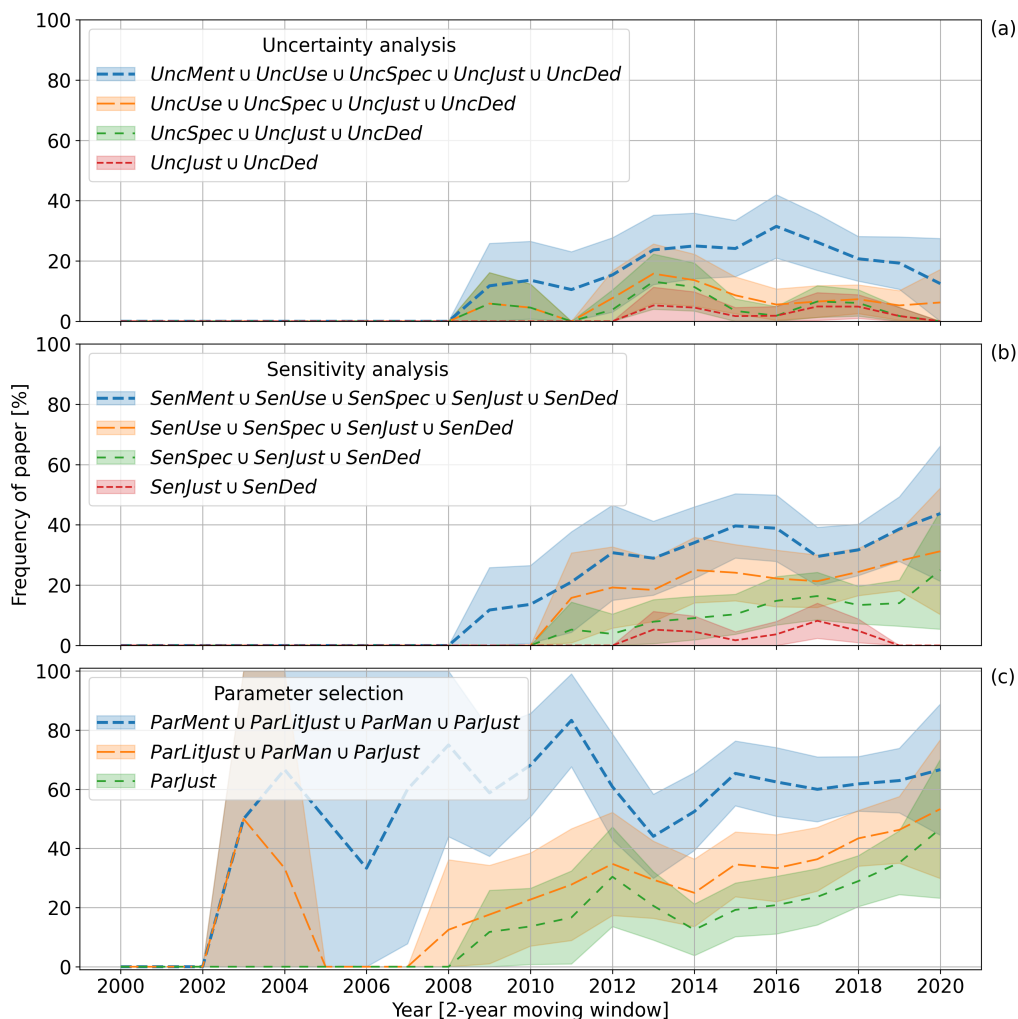 100
80
60
40
20
0
(a)
Uncertainty analysis
UncMent ∪ UncUse ∪ UncSpec ∪ UncJust ∪ UncDed
UncUse ∪ UncSpec ∪ UncJust ∪ UncDed
UncSpec ∪ UncJust ∪ UncDed
UncJust ∪ UncDed
100
80
60
40
20
0
(b)
Sensitivity analysis
SenMent ∪ SenUse ∪ SenSpec ∪ SenJust ∪ SenDed
SenUse ∪ SenSpec ∪ SenJust ∪ SenDed
SenSpec ∪ SenJust ∪ SenDed
SenJust ∪ SenDed
Frequency of paper [%]
100
80
60
40
20
0
(c)
Parameter selection
ParMent ∪ ParLitJust ∪ ParMan ∪ ParJust
ParLitJust ∪ ParMan ∪ ParJust
ParJust
2000 2002 2004 2006 2008 2010 2012 2014 2016 2018 2020
Year [2-year moving window]